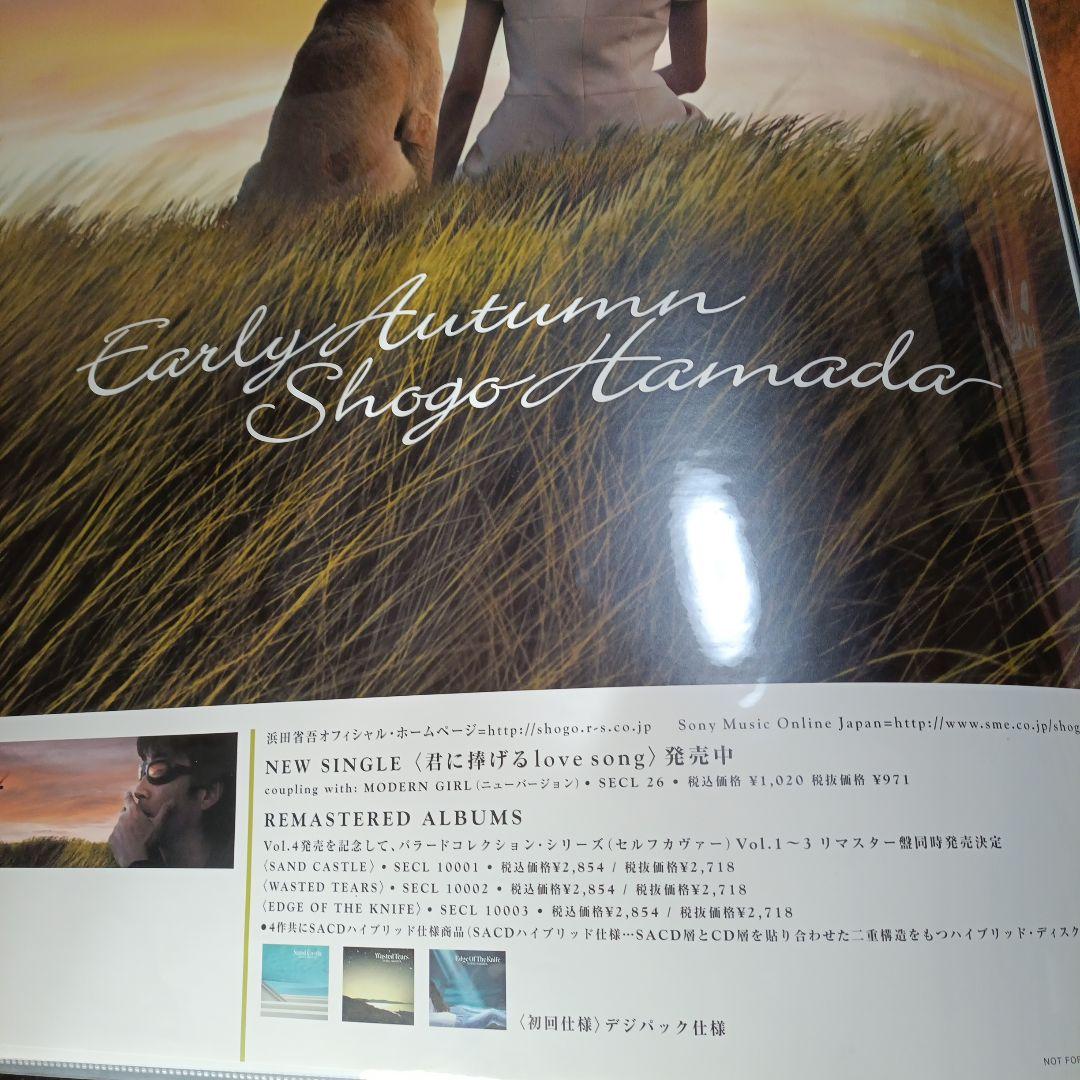 Early Autumn
Shogo Hamada
浜田省吾オフィシャル・ホームページ=http://shogo.r-s.co.jp Sony Music Online Japan=http://www.sme.co.jp/shog
NEW SINGLE〈君に捧げるlove song〉発売中
coupling with: MODERN GIRL(ニューバージョン)• SECL 26 • 税込価格 ¥1,020 税抜価格 ¥971
REMASTERED ALBUMS
Vol.4発売を記念して、バラードコレクション・シリーズ(セルフカヴァー)Vol.1〜3 リマスター盤同時発売決定
〈SAND CASTLE〉• SECL 10001 • 税込価格¥2,854 / 税抜価格¥2,718
〈WASTED TEARS〉• SECL 10002 • 税込価格¥2,854 / 税抜価格¥2,718
〈EDGE OF THE KNIFE〉• SECL 10003 • 税込価格¥2,854 / 税抜価格¥2,718
●4作共にSACDハイブリッド仕様商品(SACDハイブリッド仕様…SACD層とCD層を貼り合わせた二重構造をもつハイブリッド・ディスク
Sand Castle
Wasted Tears
Edge Of The Knife
〈初回仕様〉デジパック仕様
NOT FOR